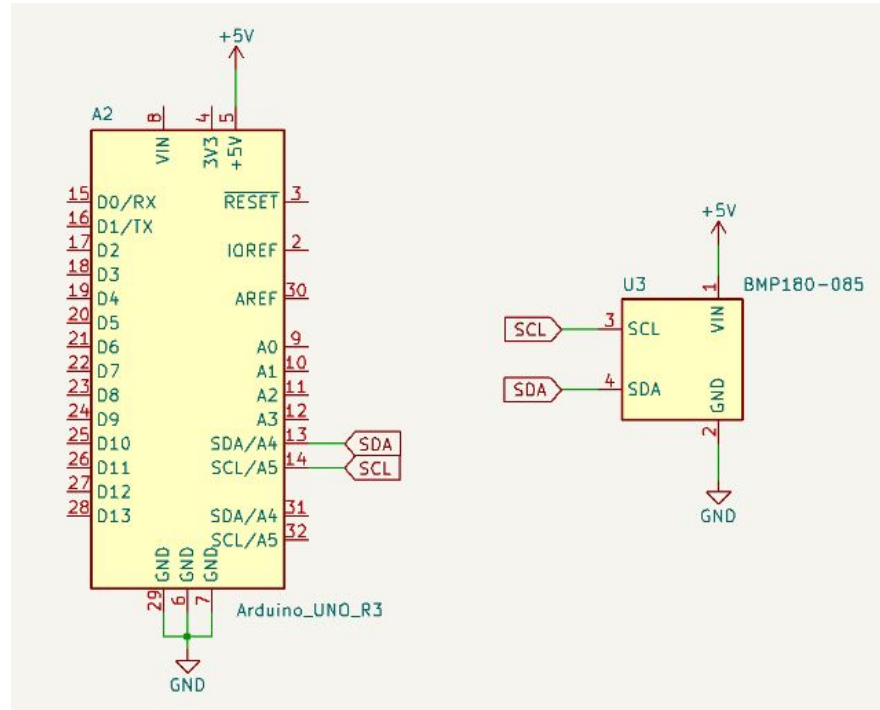 +5V
A2
8
4
5
VIN
3V3
+5V
15 D0/RX
RESET 3
16 D1/TX
17 D2
IOREF 2
18 D3
19 D4
AREF 30
20 D5
21 D6
A0 9
22 D7
A1 10
23 D8
A2 11
24 D9
A3 12
25 D10
SDA/A4 13
SDA
26 D11
SCL/A5 14
SCL
27 D12
28 D13
SDA/A4 31
SCL/A5 32
GND
GND
GND
29
6
7
Arduino_UNO_R3
GND
+5V
U3
1
BMP180-085
SCL
3 SCL
VIN
SDA
4 SDA
GND
2
GND